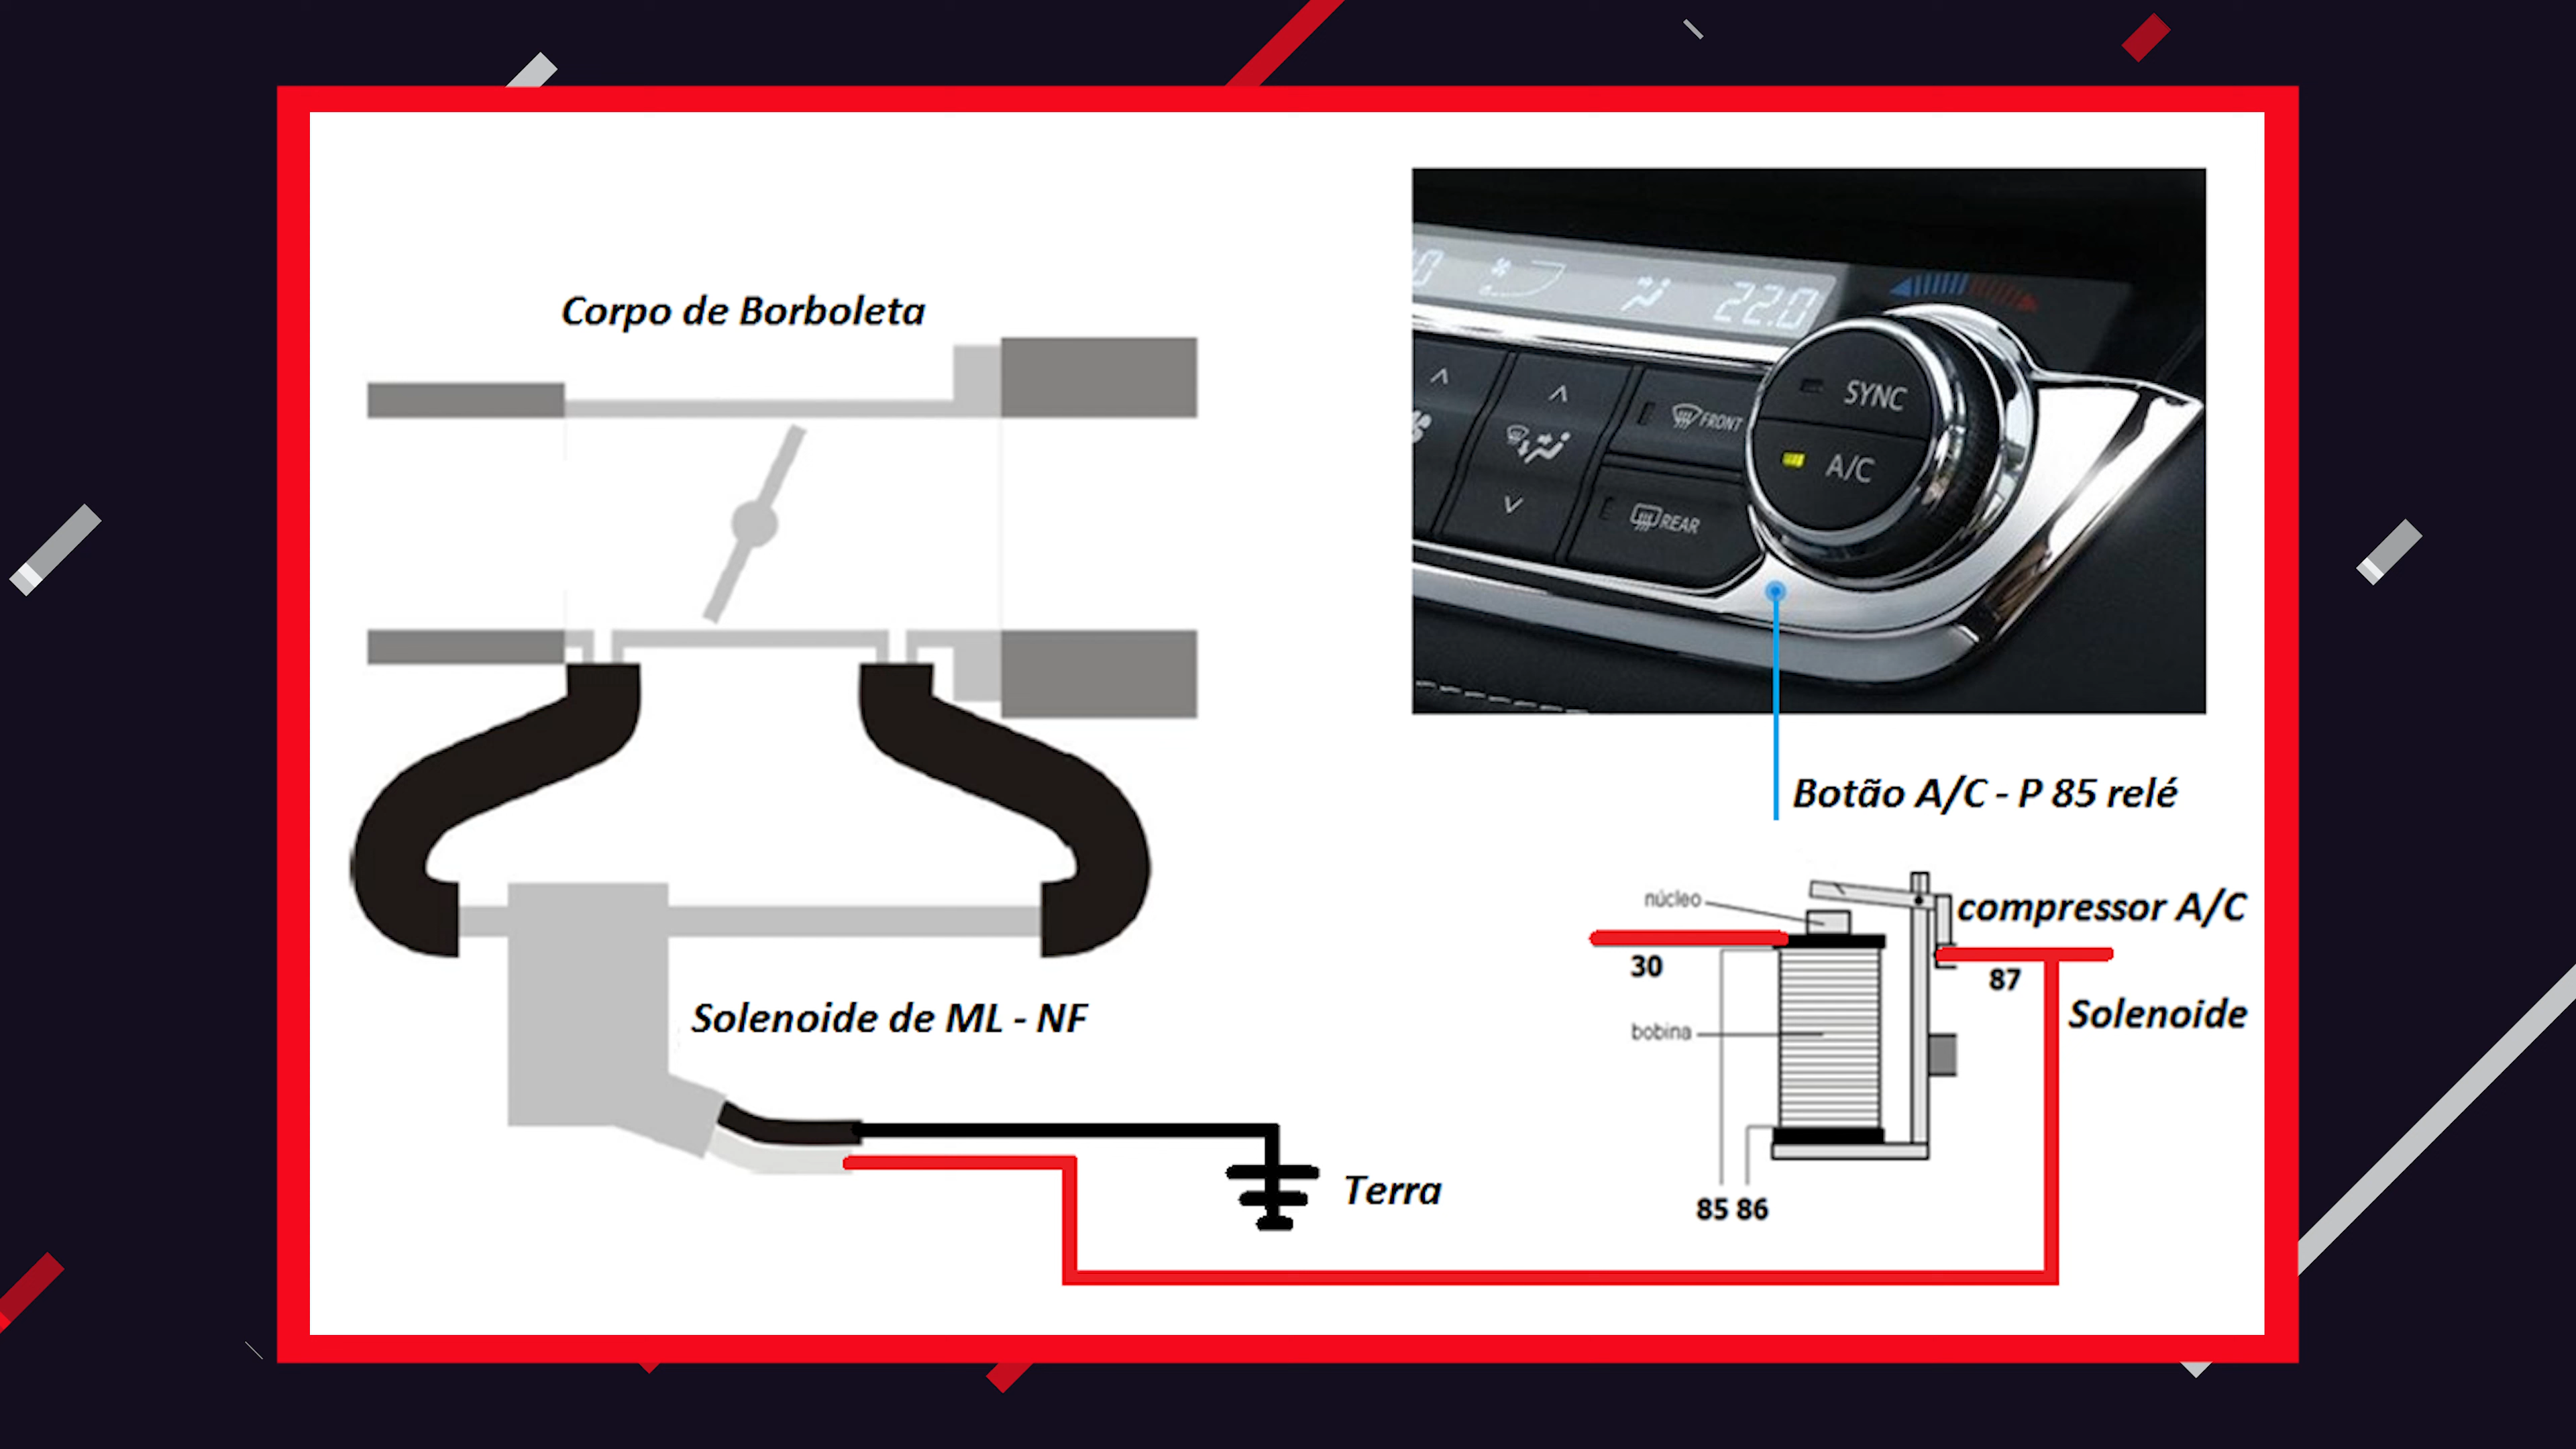 Corpo de Borboleta
22.0
SYNC
A/C
FRONT
REAR
Botão A/C - P 85 relé
núcleo
compressor A/C
30
87
Solenoide de ML - NF
Solenoide
bobina
Terra
85 86